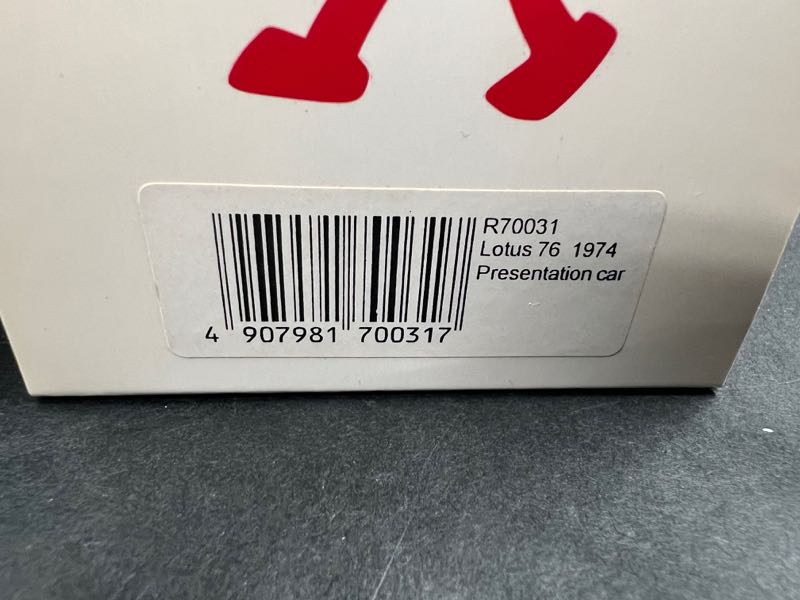 R70031
Lotus 76 1974
Presentation car
4 907981 700317